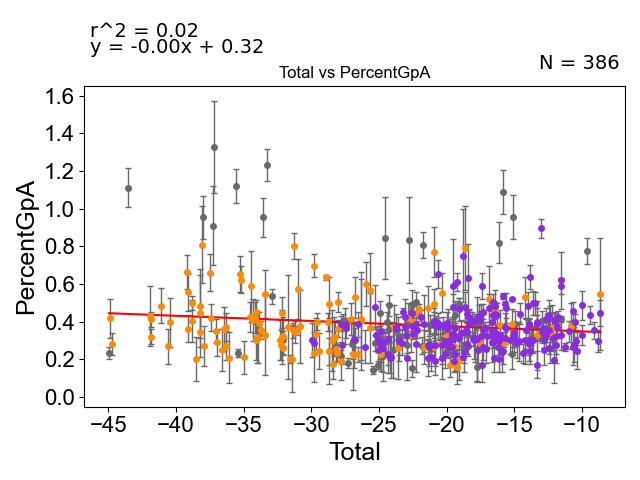 r^2 = 0.02
y = -0.00x + 0.32
N = 386
Total vs PercentGpA
PercentGpA
1.6
1.4
1.2
1.0
0.8
0.6
0.4
0.2
0.0
−45 −40 −35 −30 −25 −20 −15 −10
Total